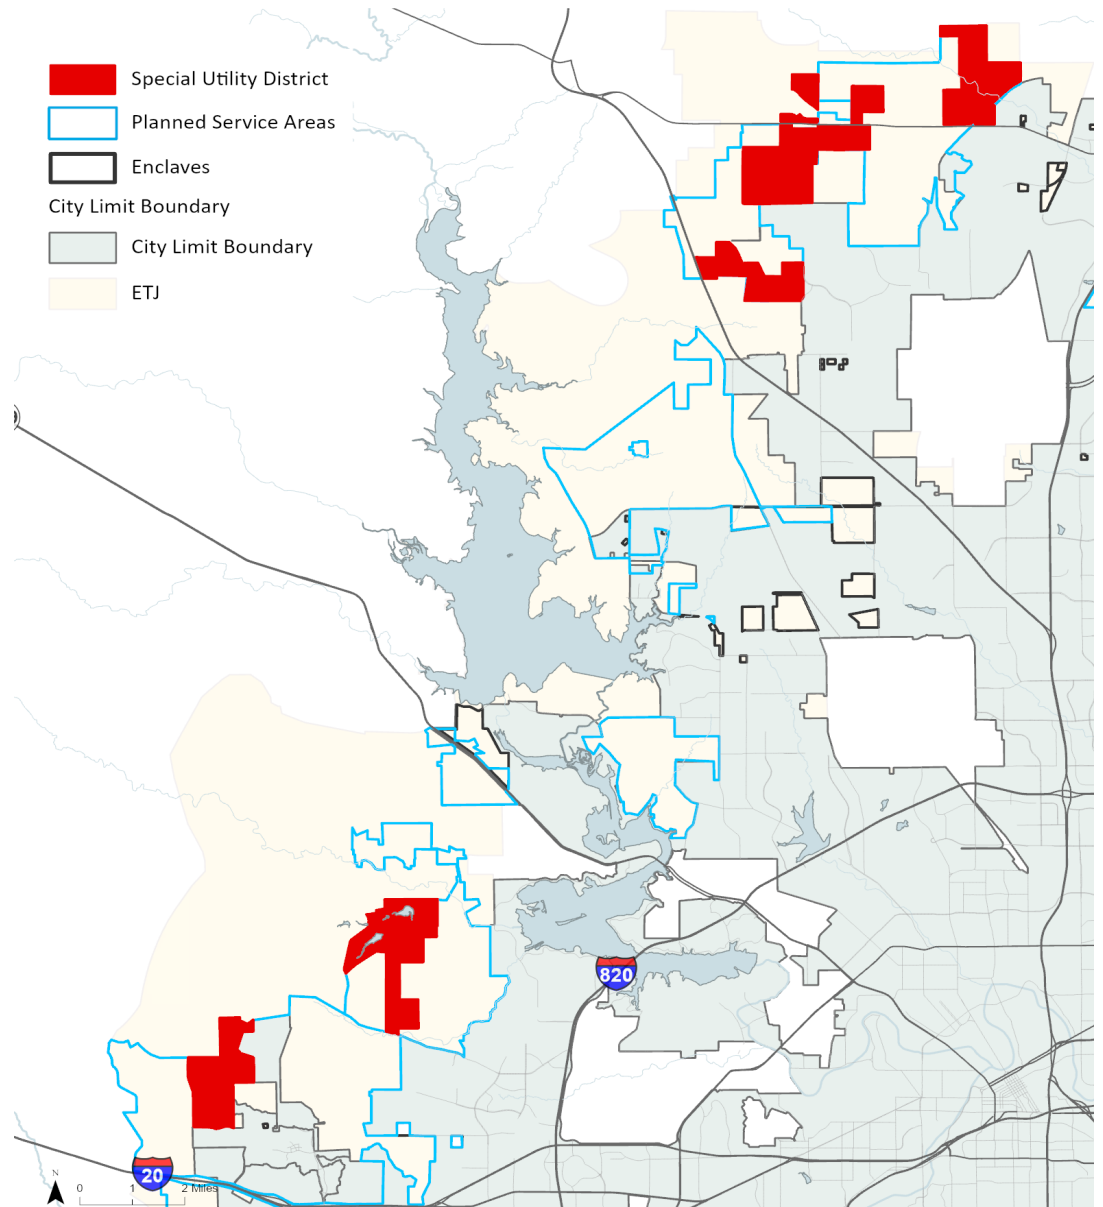 Special Utility District
Planned Service Areas
Enclaves
City Limit Boundary
City Limit Boundary
ETJ
820
20
N
0 1 2 Miles